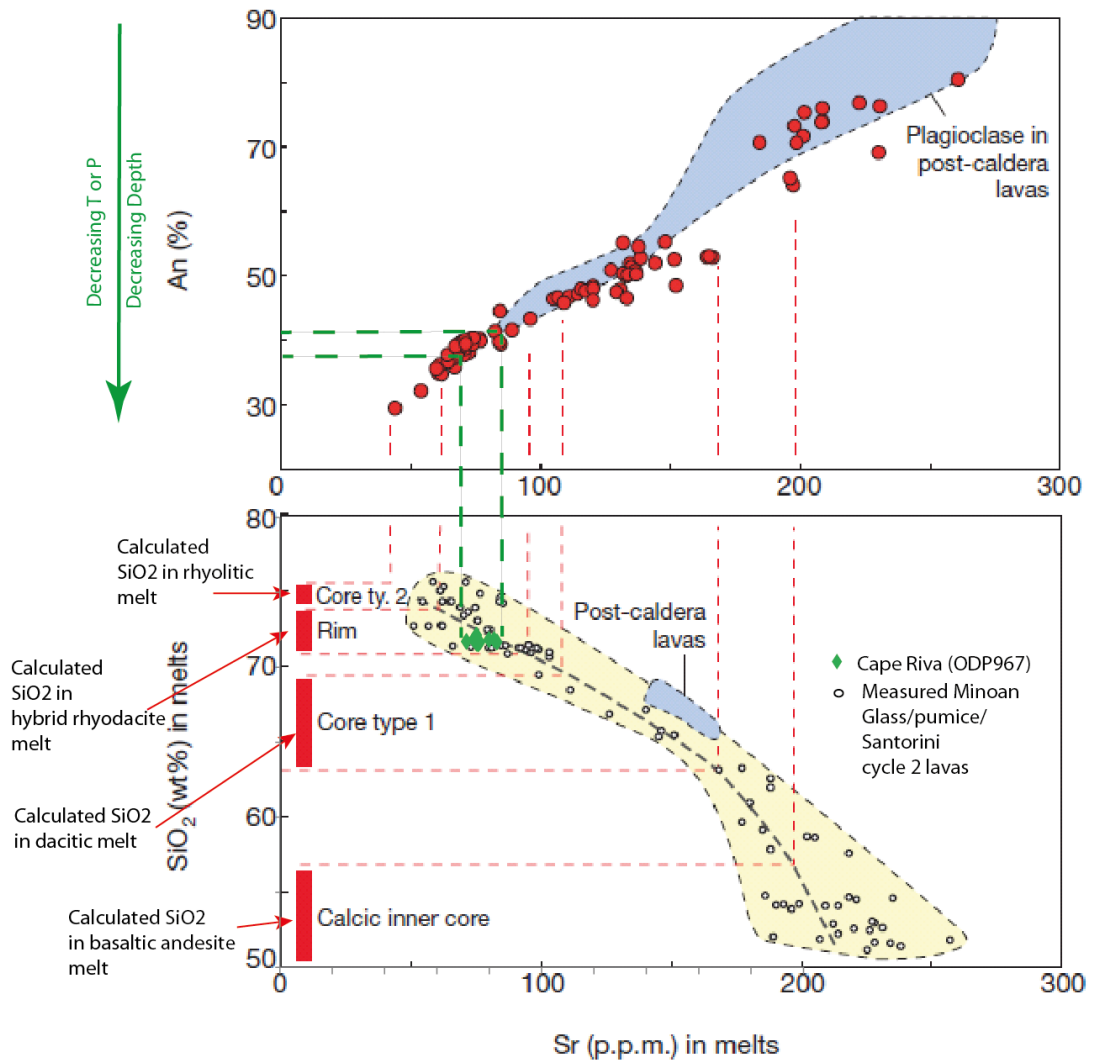 90
70
50
30
An (%)
Decreasing T or P
Decreasing Depth
Plagioclase in
post-caldera
lavas
0
100
200
300
80
70
60
50
SiO2 (wt%) in melts
Calculated
SiO2 in rhyolitic
melt
Core ty. 2
Rim
Calculated
SiO2 in
hybrid rhyodacite
melt
Core type 1
Calculated SiO2
in dacitic melt
Calculated SiO2
in basaltic andesite
melt
Calcic inner core
Post-caldera
lavas
Cape Riva (ODP967)
Measured Minoan
Glass/pumice/
Santorini
cycle 2 lavas
0
100
200
300
Sr (p.p.m.) in melts